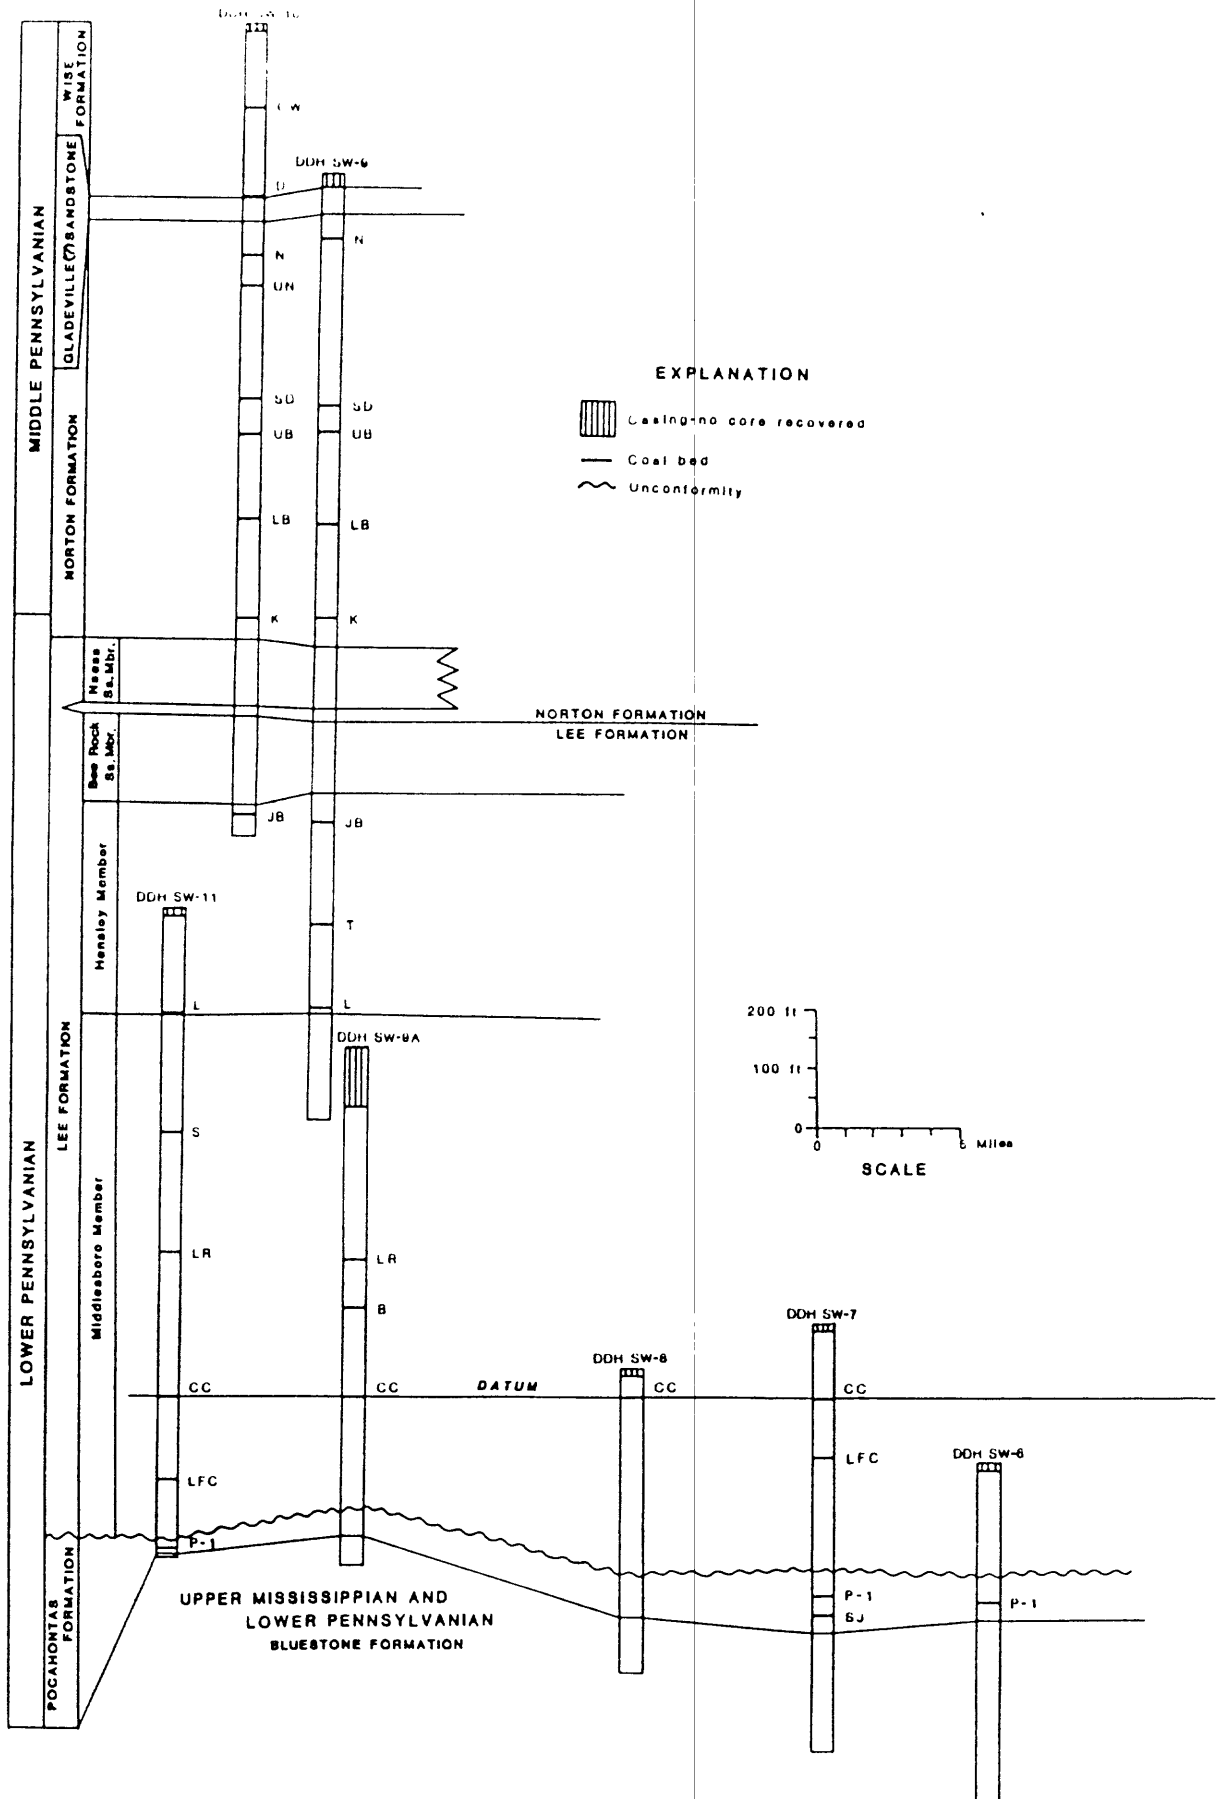 DDH SW-10
WISE
FORMATION
GLADEVILLE(?) SANDSTONE
MIDDLE PENNSYLVANIAN
NORTON FORMATION
DDH SW-9
D
N
N
UN
SD
SD
UB
UB
LB
LB
K
K
EXPLANATION
Casing-no core recovered
Coal bed
Unconformity
Naese
Ss. Mbr.
Bee Rock
Ss. Mbr.
NORTON FORMATION
LEE FORMATION
JB
JB
Hensley Member
DDH SW-11
T
L
L
LEE FORMATION
DDH SW-9A
200 ft
100 ft
0
0
5 Miles
SCALE
S
LR
LR
B
LOWER PENNSYLVANIAN
Middlesboro Member
DDH SW-7
DDH SW-8
CC
CC
DATUM
CC
CC
LFC
LFC
DDH SW-6
P-1
P-1
SJ
P-1
POCAHONTAS
FORMATION
UPPER MISSISSIPPIAN AND
LOWER PENNSYLVANIAN
BLUESTONE FORMATION